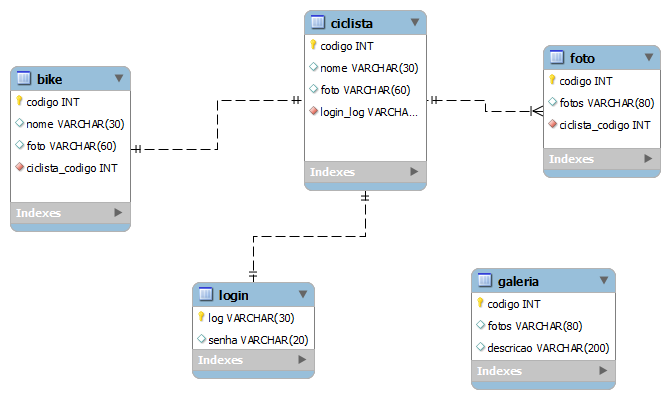 bike
codigo INT
nome VARCHAR(30)
foto VARCHAR(60)
ciclista_codigo INT
Indexes
ciclista
codigo INT
nome VARCHAR(30)
foto VARCHAR(60)
login_log VARCHA...
Indexes
foto
codigo INT
fotos VARCHAR(80)
ciclista_codigo INT
Indexes
login
log VARCHAR(30)
senha VARCHAR(20)
Indexes
galeria
codigo INT
fotos VARCHAR(80)
descricao VARCHAR(200)
Indexes